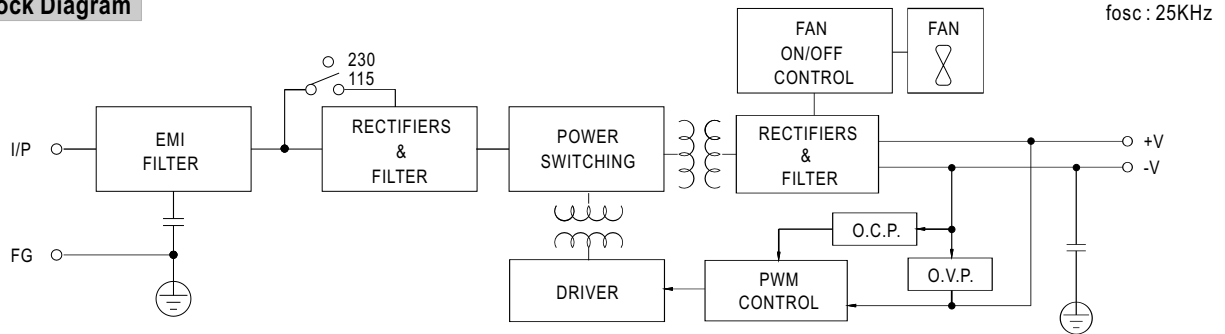 ock Diagram
fosc : 25KHz
FAN
ON/OFF
CONTROL
FAN
230
115
I/P
EMI
FILTER
RECTIFIERS
&
FILTER
POWER
SWITCHING
RECTIFIERS
&
FILTER
+V
-V
O.C.P.
O.V.P.
FG
DRIVER
PWM
CONTROL